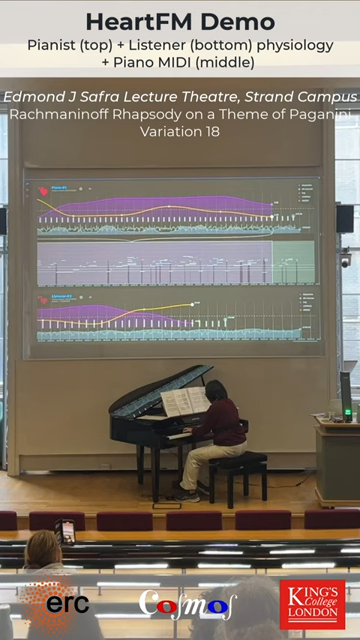 HeartFM Demo
Pianist (top) + Listener (bottom) physiology
+ Piano MIDI (middle)
Edmond J Safra Lecture Theatre, Strand Campus
Rachmaninoff Rhapsody on a Theme of Paganini
Variation 18
erc
Cosmos
KING'S
College
LONDON